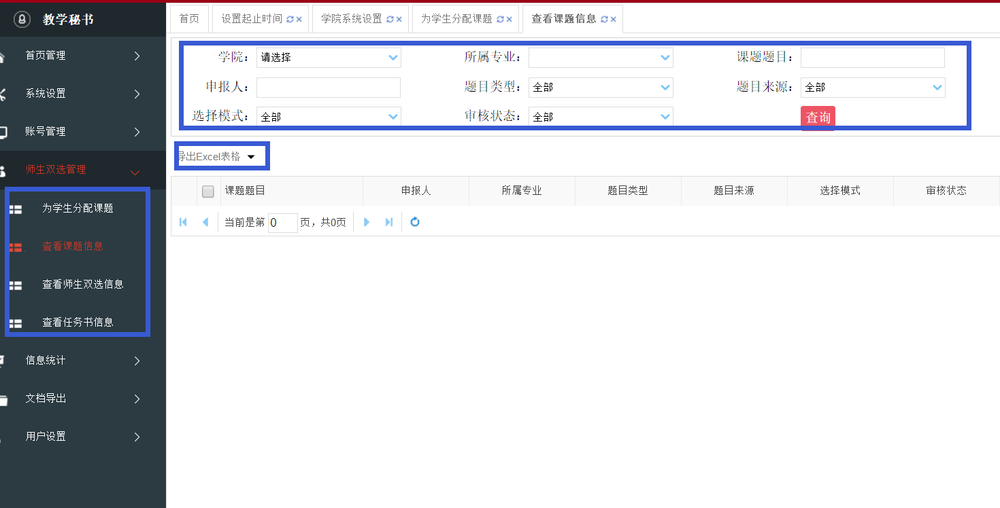 教学秘书
首页管理
系统设置
账号管理
师生双选管理
为学生分配课题
查看课题信息
查看师生双选信息
查看任务书信息
信息统计
文档导出
用户设置
首页 设置起止时间 学院系统设置 为学生分配课题 查看课题信息
学院: 请选择 所属专业: 课题题目:
申报人: 题目类型: 全部 题目来源: 全部
选择模式: 全部 审核状态: 全部 查询
导出Excel表格
课题题目 申报人 所属专业 题目类型 题目来源 选择模式 审核状态
当前是第 0 页，共0页